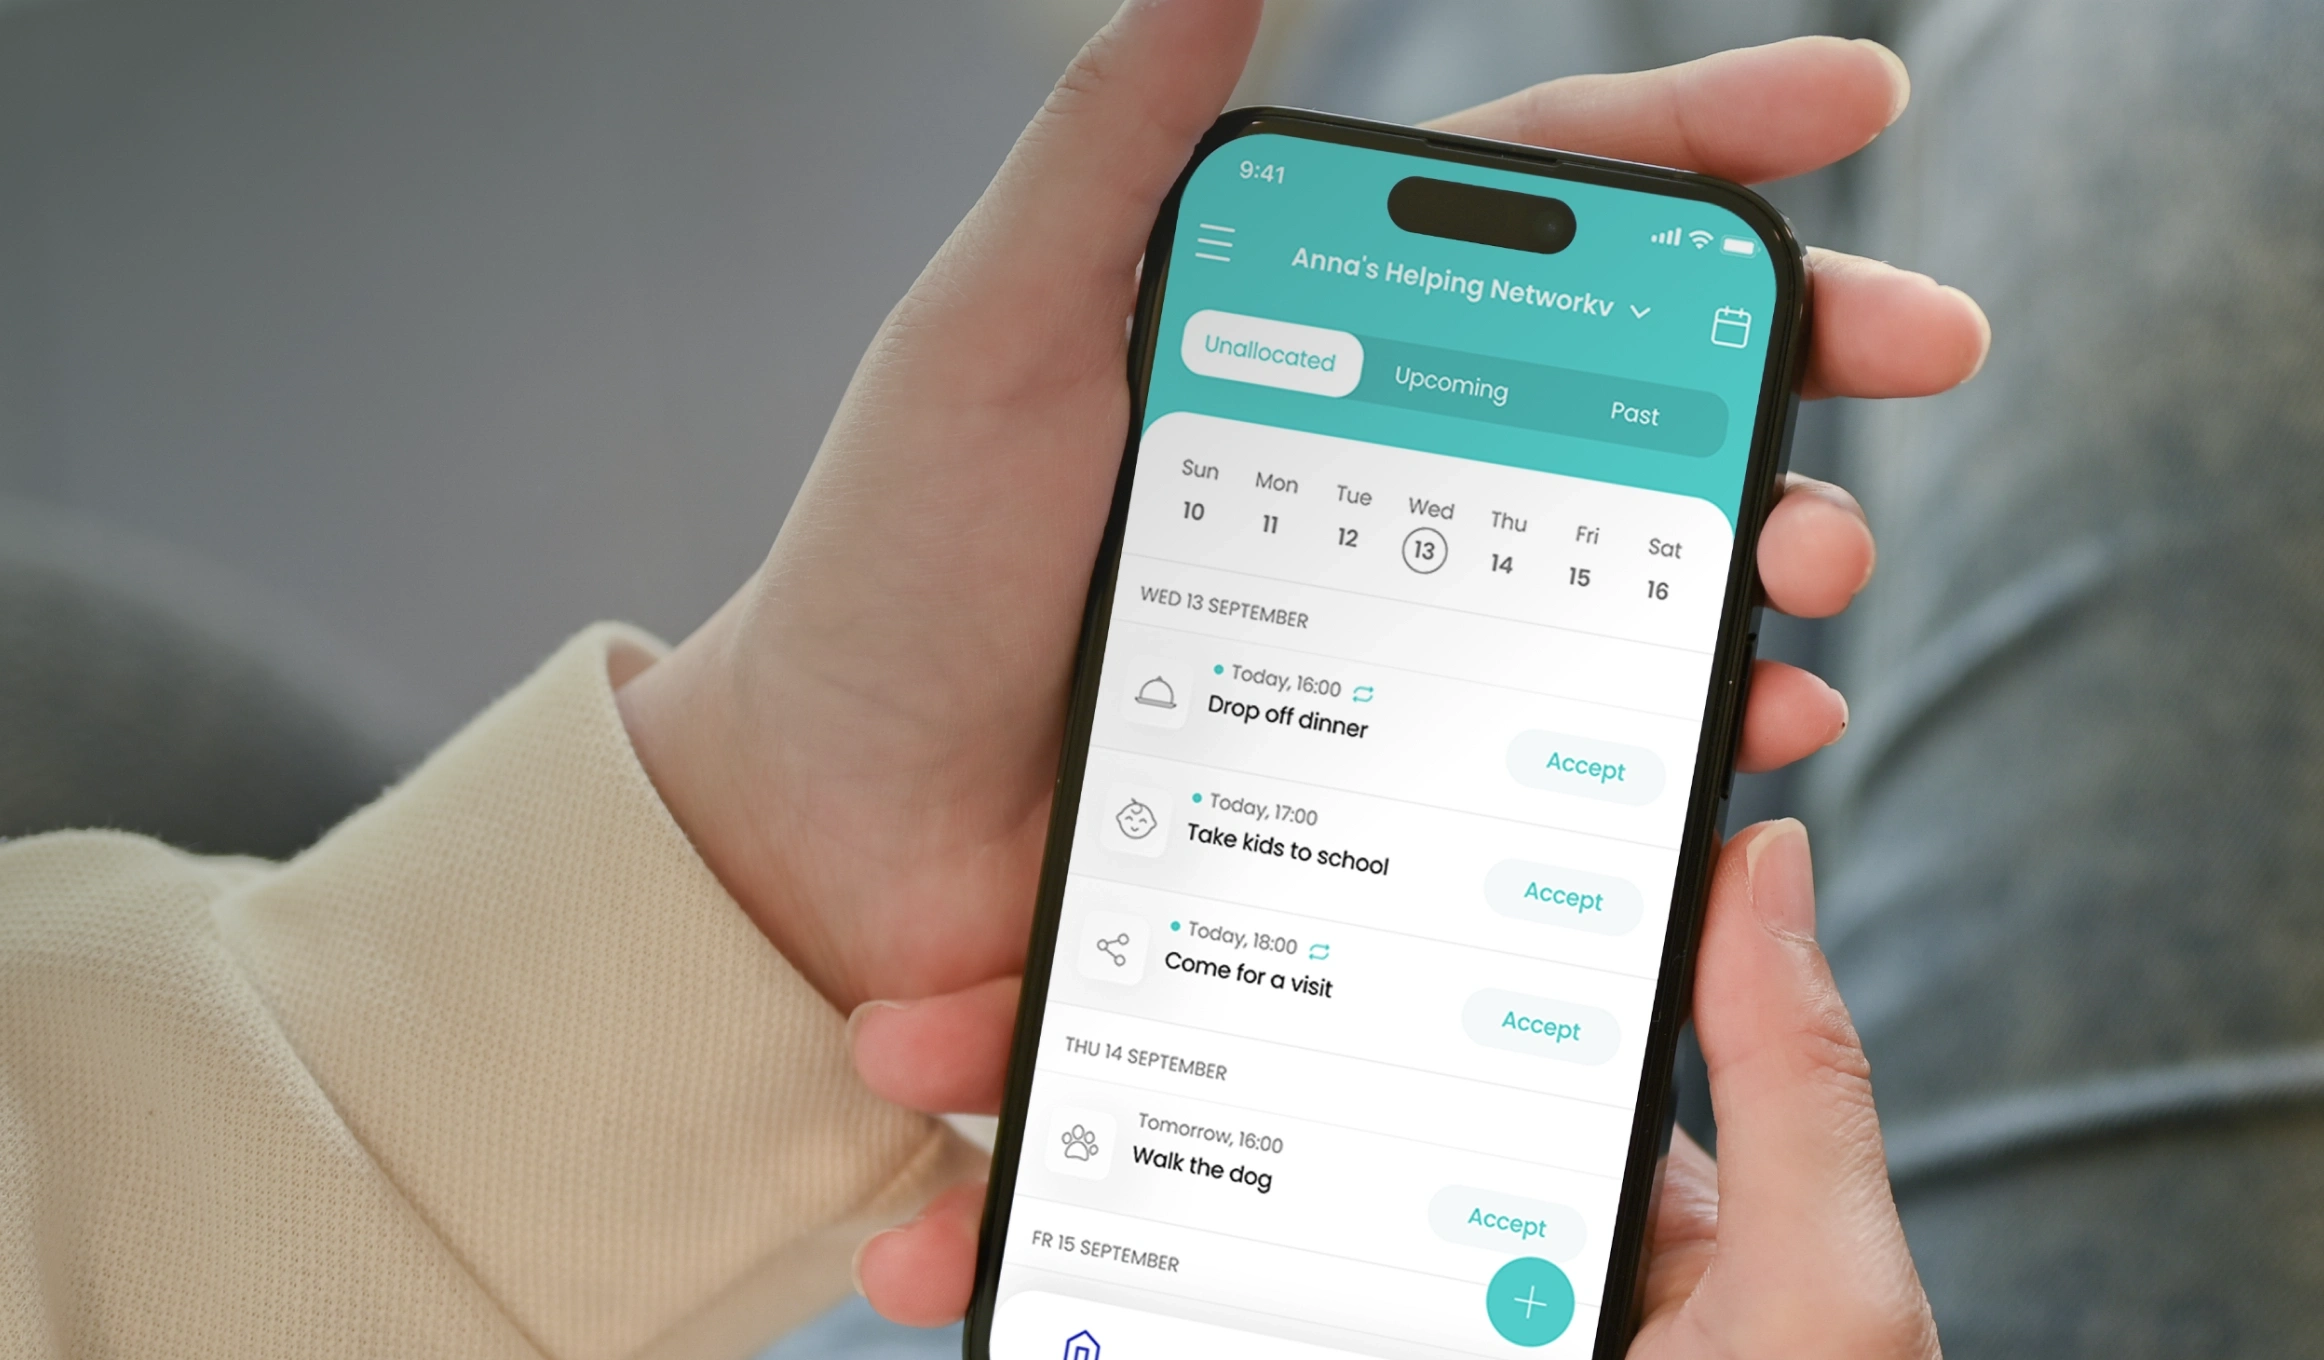 9:41
Anna's Helping Networkv
Unallocated Upcoming Past
Sun Mon Tue Wed Thu Fri Sat
10 11 12 13 14 15 16
WED 13 SEPTEMBER
Today, 16:00
Drop off dinner
Accept
Today, 17:00
Take kids to school
Accept
Today, 18:00
Come for a visit
Accept
THU 14 SEPTEMBER
Tomorrow, 16:00
Walk the dog
Accept
FR 15 SEPTEMBER